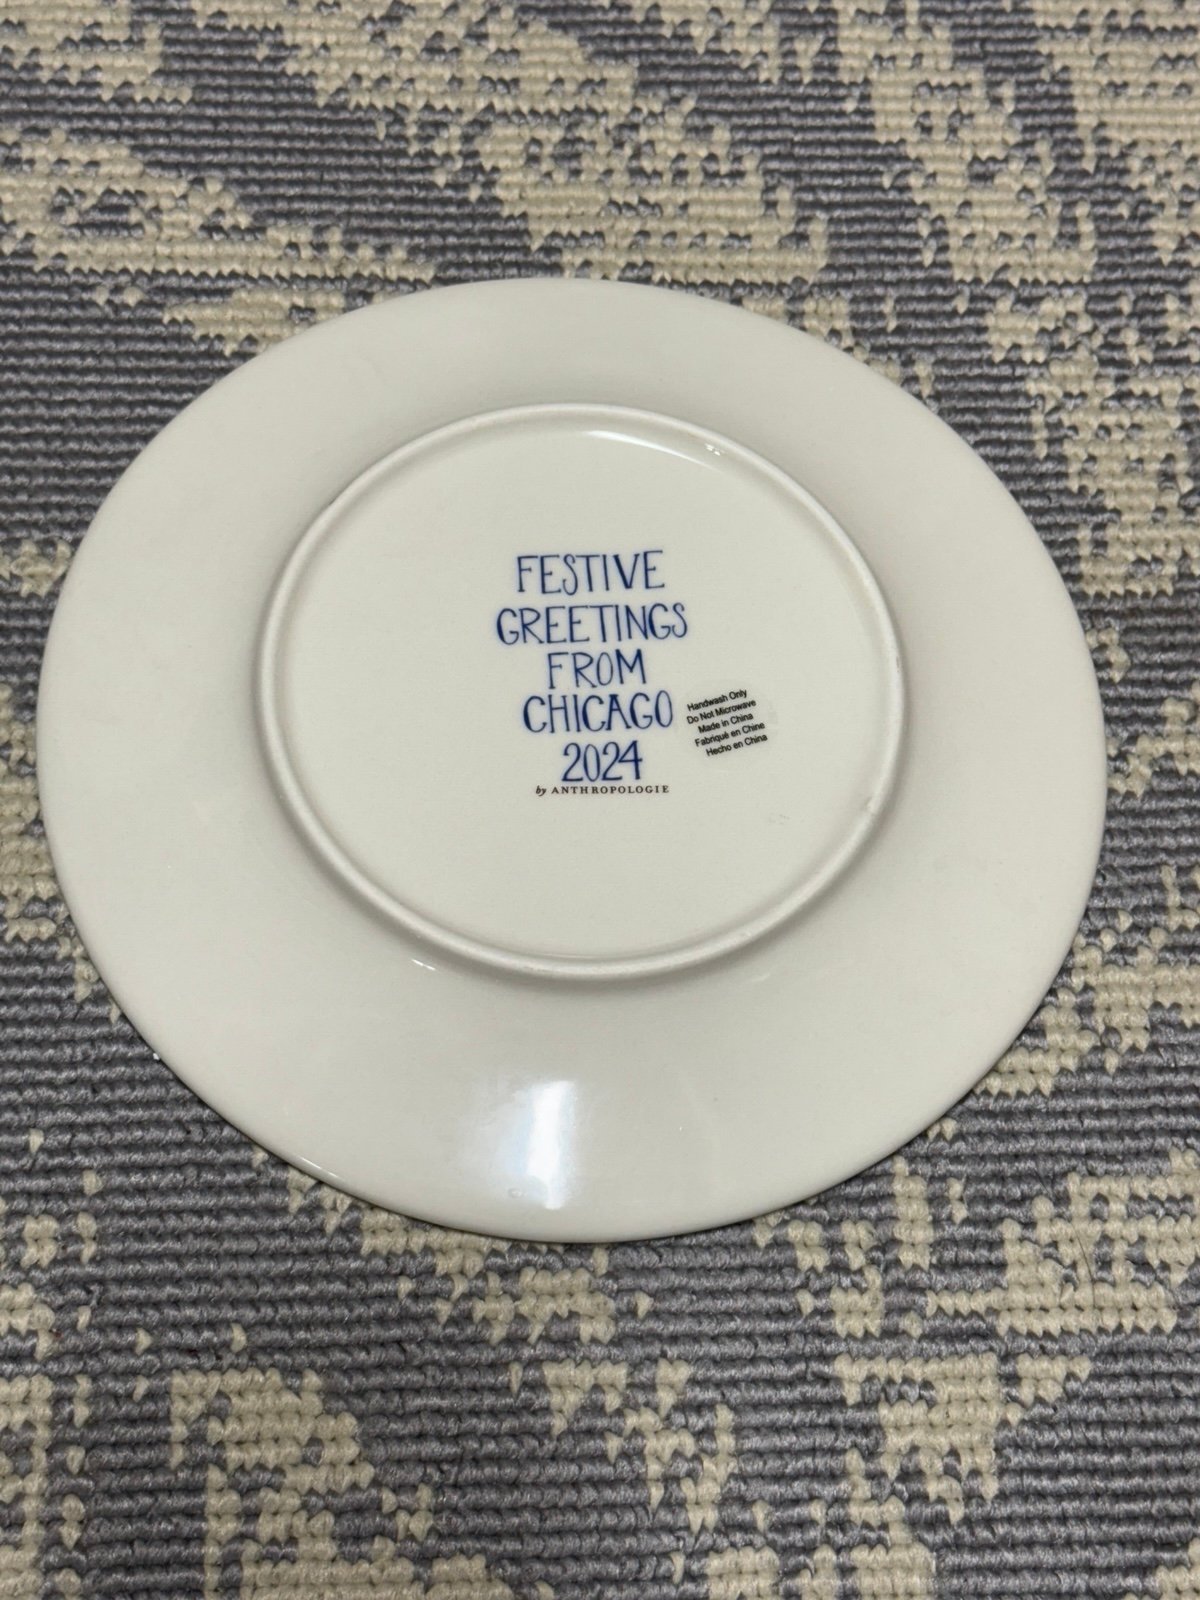 FESTIVE
GREETINGS
FROM
CHICAGO
2024
by ANTHROPOLOGIE
Handwash Only
Do Not Microwave
Made in China
Fabriqué en Chine
Hecho en China